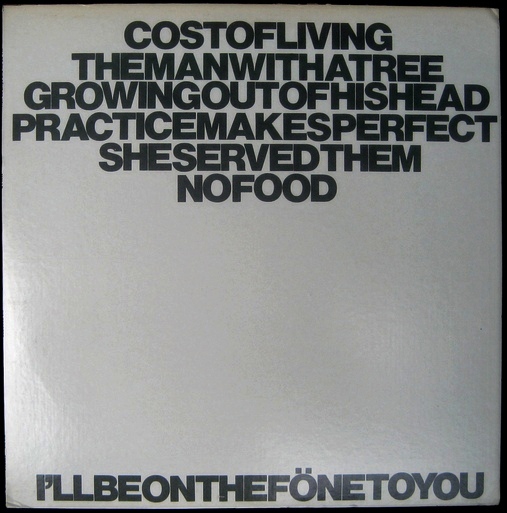 COSTOFLIVING
THEMANWITHATREE
GROWINGOUTOFHISHEAD
PRACTICEMAKESPERFECT
SHESERVEDTHEM
NOFOOD
I'LLBEONTHEFÖNETOYOU